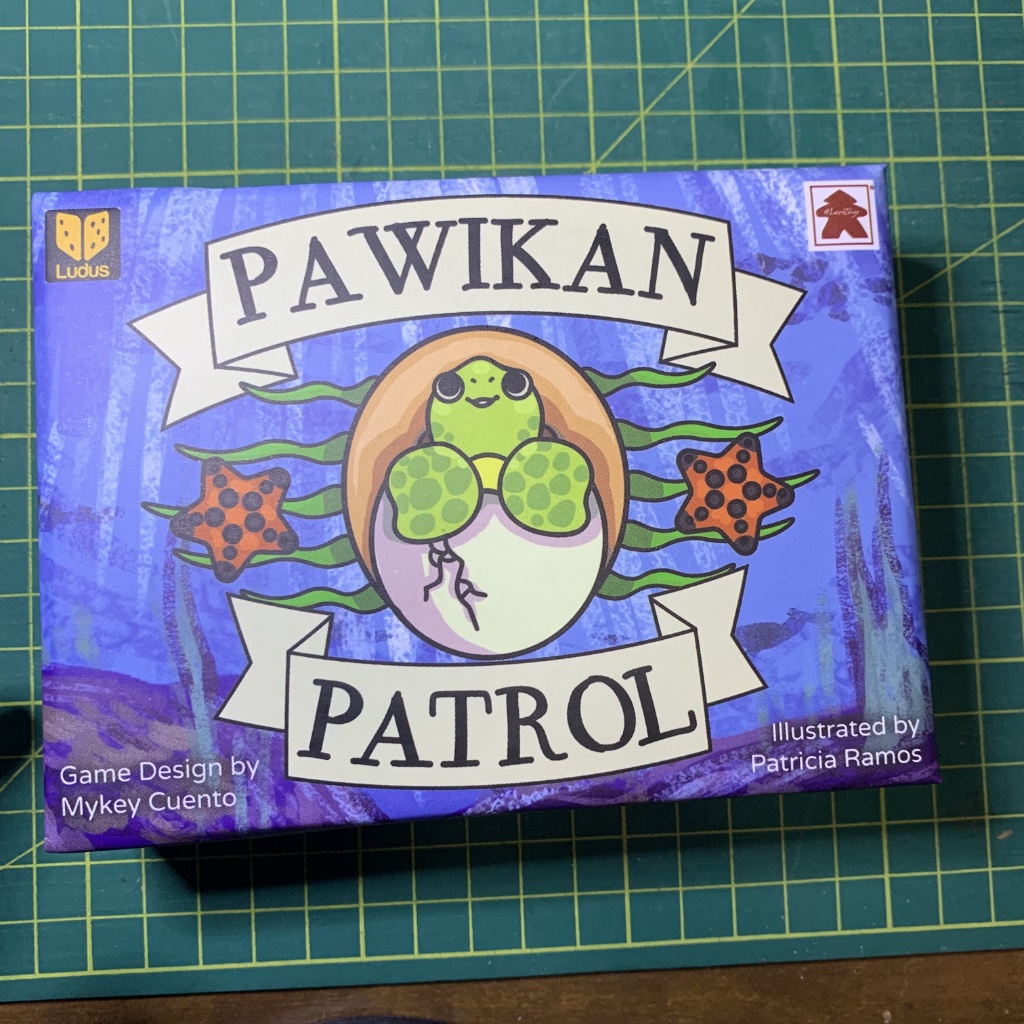 Ludus
PAWIKAN
PATROL
Game Design by
Mykey Cuento
Illustrated by
Patricia Ramos